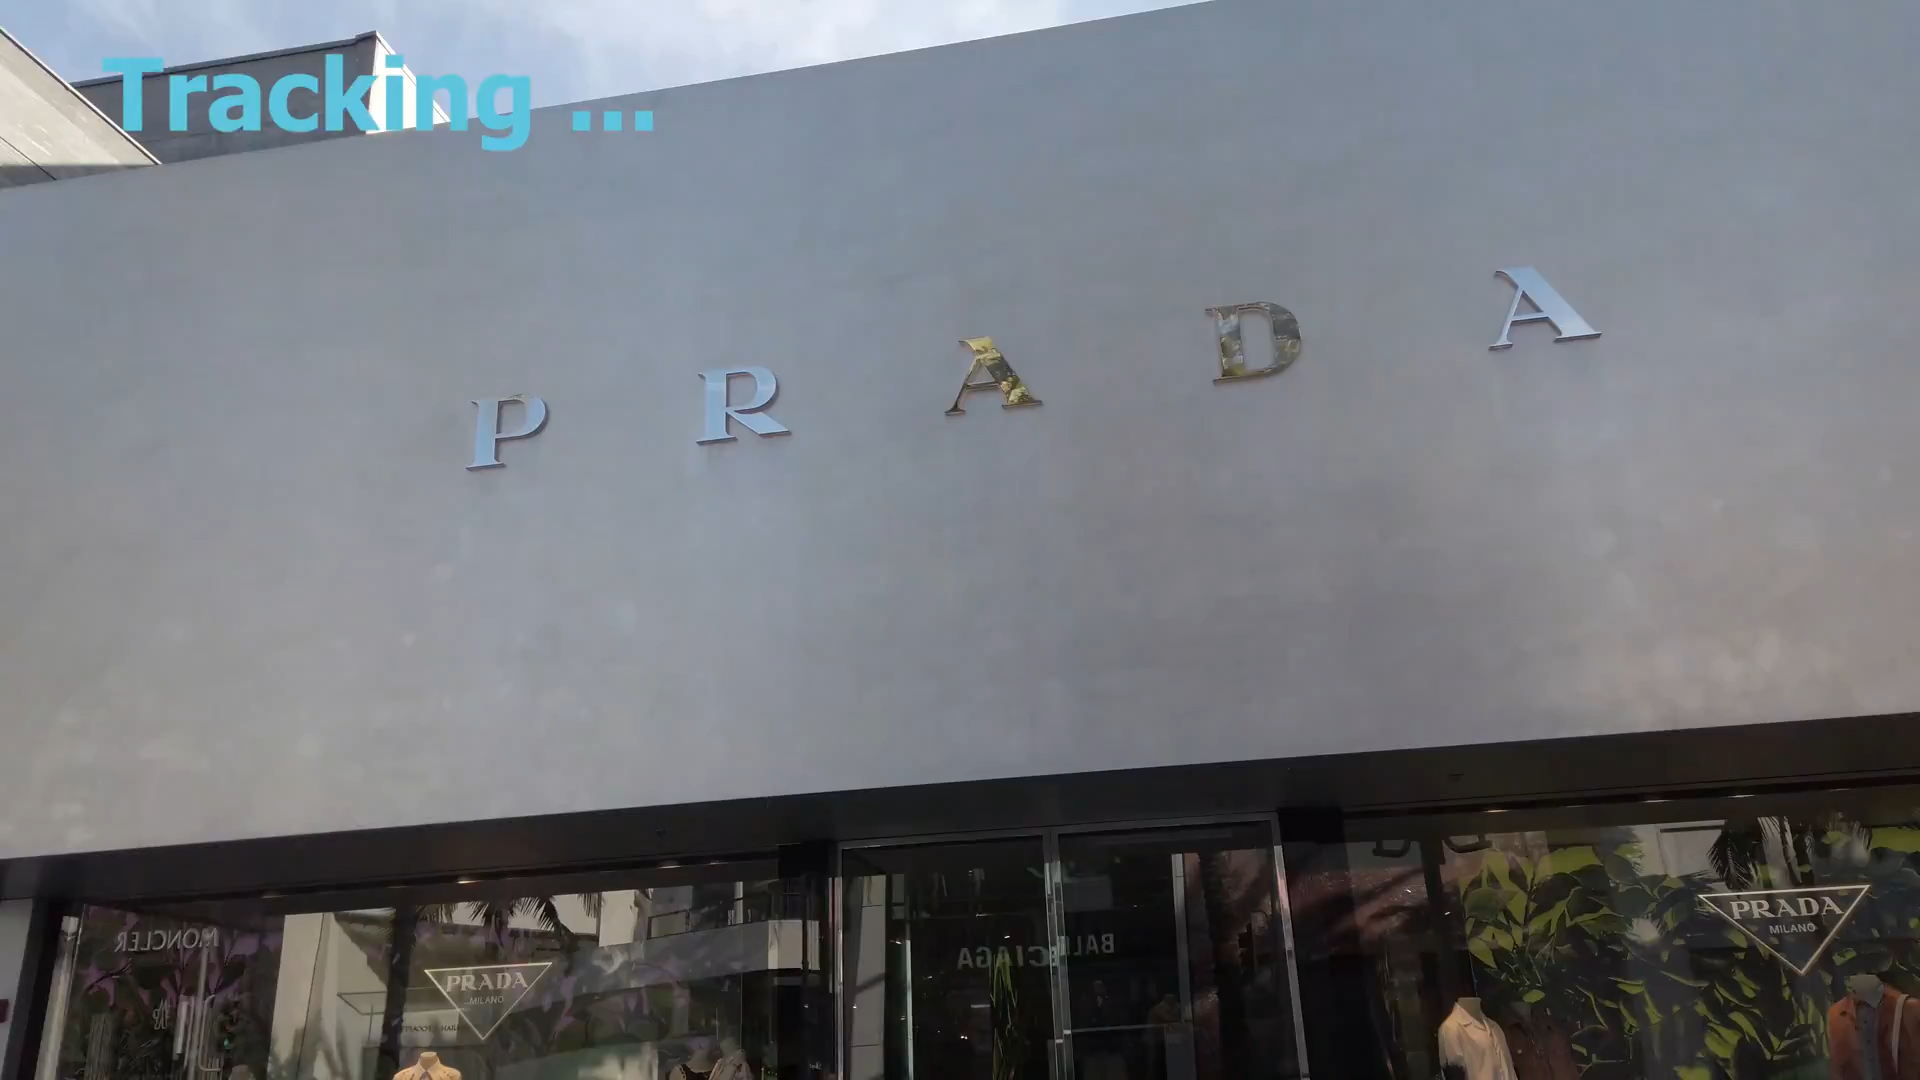 Tracking ...
PRADA
MONCLER
BALENCIAGA
PRADA
MILANO
PRADA
MILANO